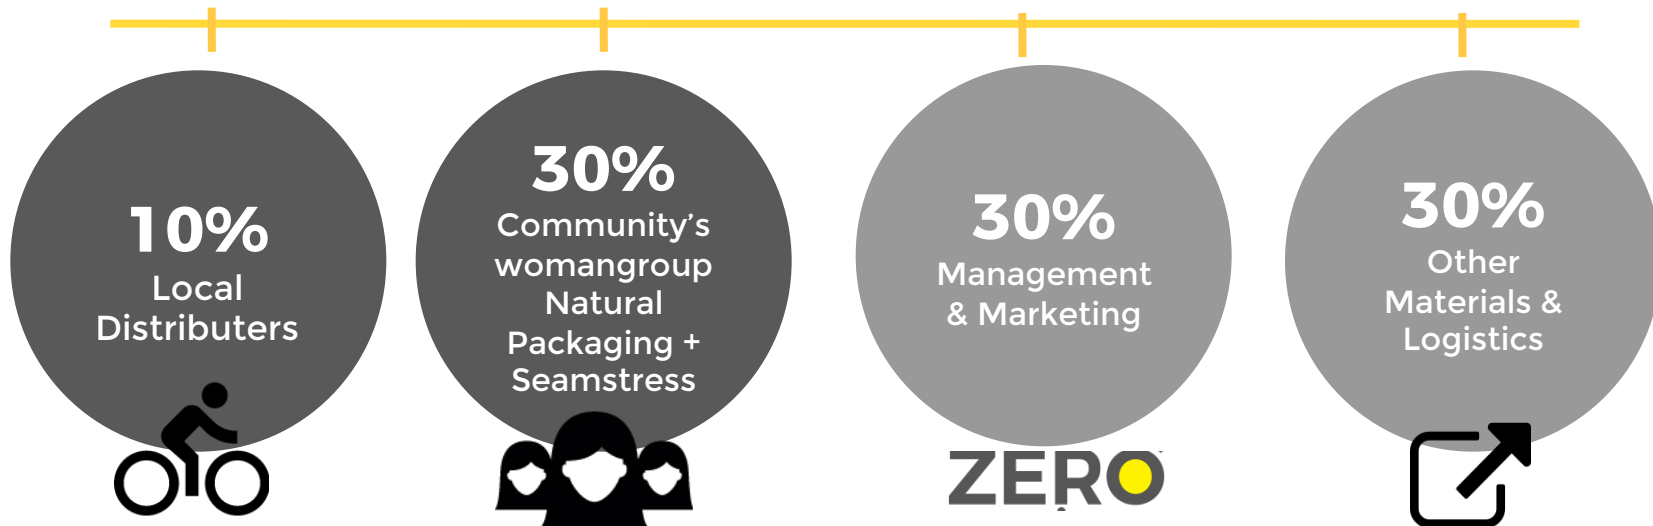 10%
Local
Distributers
30%
Community’s
womangroup
Natural
Packaging +
Seamstress
30%
Management
& Marketing
ZERO
30%
Other
Materials &
Logistics